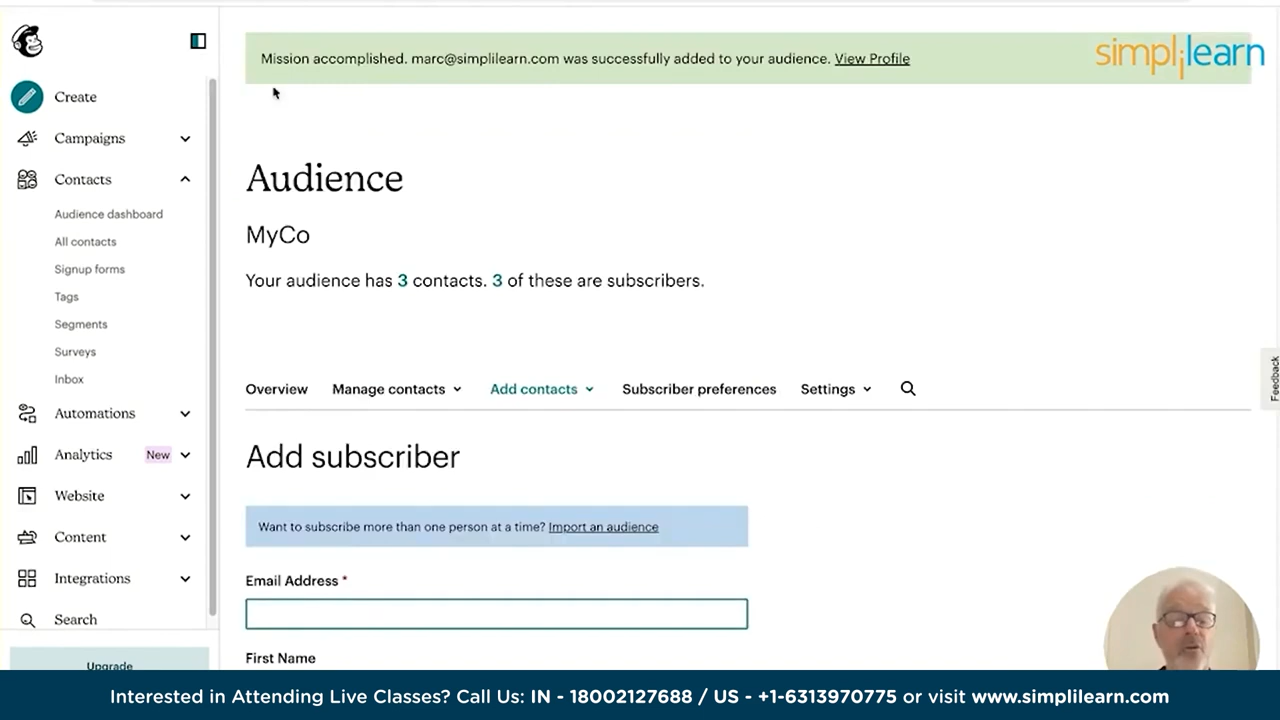 Mission accomplished. marc@simplilearn.com was successfully added to your audience. View Profile
simplilearn
Create
Campaigns
Contacts
Audience dashboard
All contacts
Signup forms
Tags
Segments
Surveys
Inbox
Automations
Analytics New
Website
Content
Integrations
Search
Upgrade
Audience
MyCo
Your audience has 3 contacts. 3 of these are subscribers.
Overview Manage contacts Add contacts Subscriber preferences Settings
Feedback
Add subscriber
Want to subscribe more than one person at a time? Import an audience
Email Address *
First Name
Interested in Attending Live Classes? Call Us: IN - 18002127688 / US - +1-6313970775 or visit www.simplilearn.com